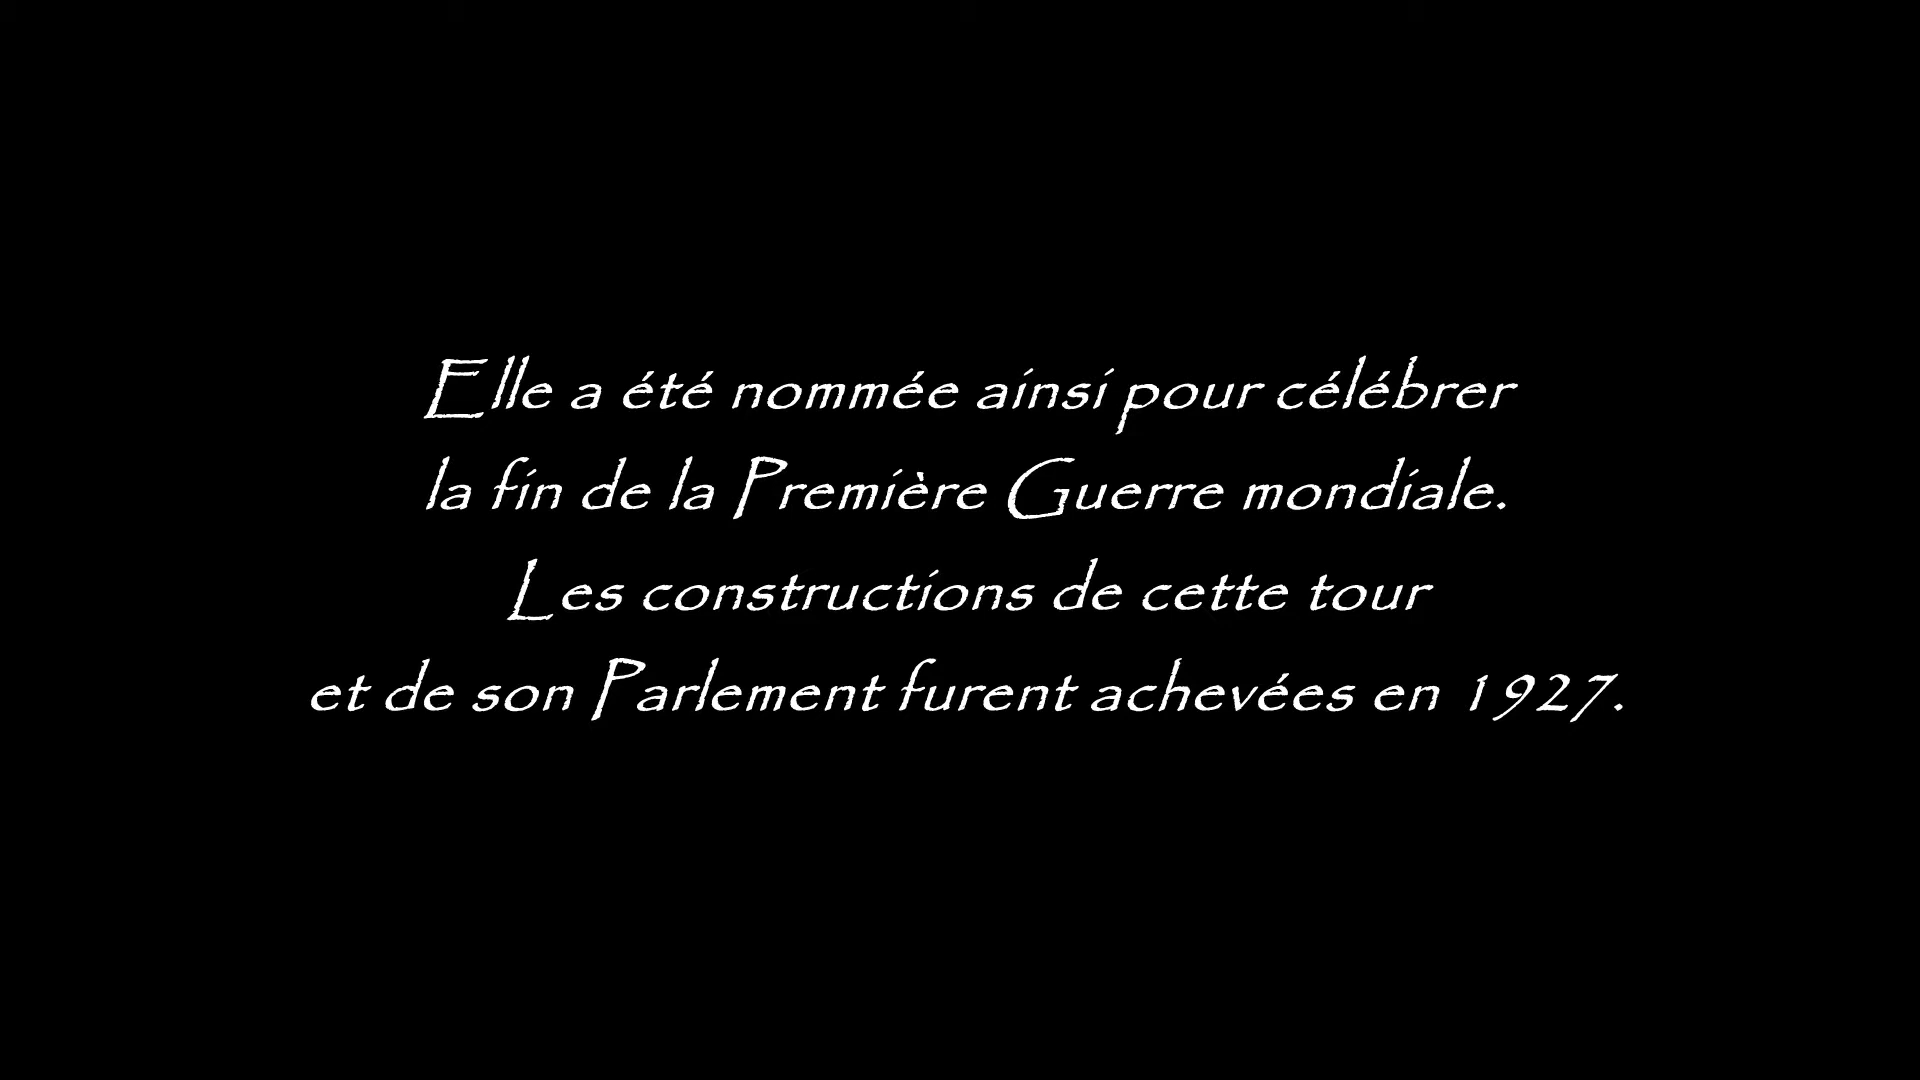 Elle a été nommée ainsi pour célébrer
la fin de la Première Guerre mondiale.
Les constructions de cette tour
et de son Parlement furent achevées en 1927.